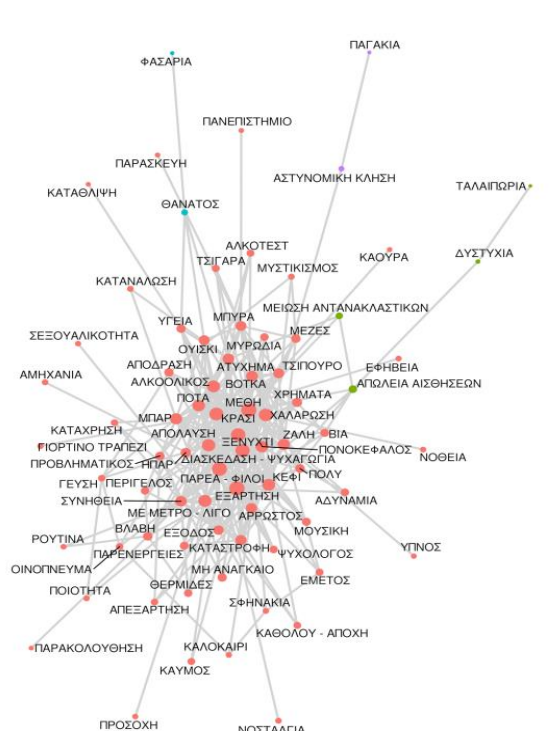 ΠΑΓΑΚΙΑ
ΦΑΣΑΡΙΑ
ΠΑΝΕΠΙΣΤΗΜΙΟ
ΠΑΡΑΣΚΕΥΗ
ΑΣΤΥΝΟΜΙΚΗ ΚΛΗΣΗ
ΚΑΤΑΘΛΙΨΗ
ΤΑΛΑΙΠΩΡΙΑ
ΘΑΝΑΤΟΣ
ΑΛΚΟΤΕΣΤ
ΔΥΣΤΥΧΙΑ
ΤΣΙΓΑΡΑ
ΚΑΟΥΡΑ
ΜΥΣΤΙΚΙΣΜΟΣ
ΚΑΤΑΝΑΛΩΣΗ
ΜΕΙΩΣΗ ΑΝΤΑΝΑΚΛΑΣΤΙΚΩΝ
ΥΓΕΙΑ
ΜΠΥΡΑ
ΜΕΖΕΣ
ΣΕΞΟΥΑΛΙΚΟΤΗΤΑ
ΟΥΙΣΚΙ
ΜΥΡΩΔΙΑ
ΑΠΟΔΡΑΣΗ
ΑΤΥΧΗΜΑ
ΤΣΙΠΟΥΡΟ
ΕΦΗΒΕΙΑ
ΑΜΗΧΑΝΙΑ
ΑΛΚΟΟΛΙΚΟΣ
ΒΟΤΚΑ
ΑΠΩΛΕΙΑ ΑΙΣΘΗΣΕΩΝ
ΠΟΤΑ
ΜΕΘΗ
ΧΡΗΜΑΤΑ
ΜΠΑΡ
ΚΡΑΣΙ
ΧΑΛΑΡΩΣΗ
ΚΑΤΑΧΡΗΣΗ
ΑΠΟΛΑΥΣΗ
ΖΑΛΗ
ΒΙΑ
ΓΙΟΡΤΙΝΟ ΤΡΑΠΕΖΙ
ΞΕΝΥΧΤΙ
ΠΟΝΟΚΕΦΑΛΟΣ
ΠΡΟΒΛΗΜΑΤΙΚΟΣ
ΗΠΑΡ
ΔΙΑΣΚΕΔΑΣΗ - ΨΥΧΑΓΩΓΙΑ
ΝΟΘΕΙΑ
ΓΕΥΣΗ
ΠΕΡΙΓΕΛΟΣ
ΠΑΡΕΑ - ΦΙΛΟΙ
ΚΕΦΙ
ΠΟΛΥ
ΣΥΝΗΘΕΙΑ
ΕΞΑΡΤΗΣΗ
ΑΔΥΝΑΜΙΑ
ΜΕ ΜΕΤΡΟ - ΛΙΓΟ
ΑΡΡΩΣΤΟΣ
ΒΛΑΒΗ
ΕΞΟΔΟΣ
ΜΟΥΣΙΚΗ
ΡΟΥΤΙΝΑ
ΠΑΡΕΝΕΡΓΕΙΕΣ
ΚΑΤΑΣΤΡΟΦΗ
ΨΥΧΟΛΟΓΟΣ
ΥΠΝΟΣ
ΟΙΝΟΠΝΕΥΜΑ
ΜΗ ΑΝΑΓΚΑΙΟ
ΘΕΡΜΙΔΕΣ
ΕΜΕΤΟΣ
ΠΟΙΟΤΗΤΑ
ΑΠΕΞΑΡΤΗΣΗ
ΣΦΗΝΑΚΙΑ
ΚΑΘΟΛΟΥ - ΑΠΟΧΗ
ΠΑΡΑΚΟΛΟΥΘΗΣΗ
ΚΑΛΟΚΑΙΡΙ
ΚΑΥΜΟΣ
ΠΡΟΣΟΧΗ
ΝΟΣΤΑΛΓΙΑ